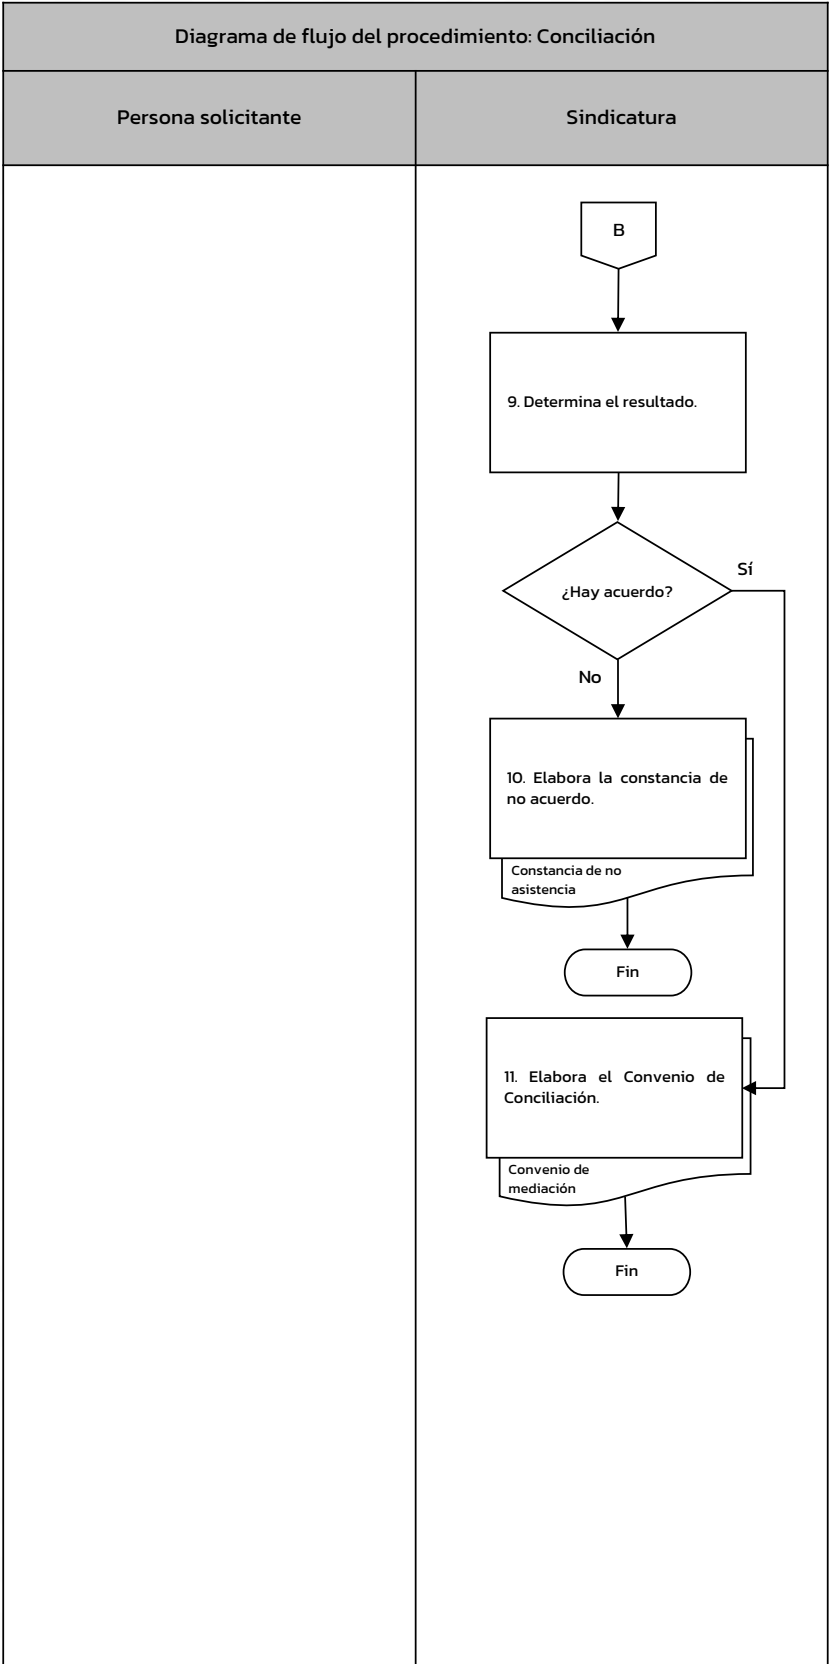 Diagrama de flujo del procedimiento: Conciliación
Persona solicitante
Sindicatura
B
9. Determina el resultado.
¿Hay acuerdo?
Sí
No
10. Elabora la constancia de
no acuerdo.
Constancia de no
asistencia
Fin
11. Elabora el Convenio de
Conciliación.
Convenio de
mediación
Fin